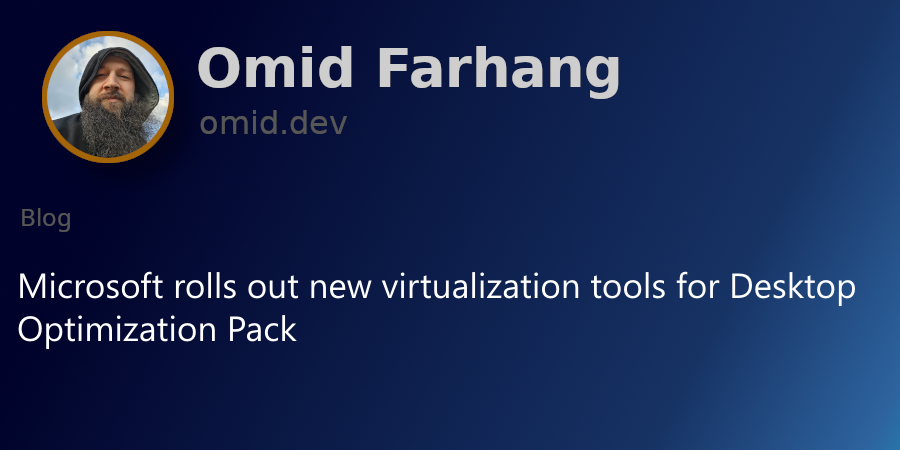 Omid Farhang
omid.dev
Blog
Microsoft rolls out new virtualization tools for Desktop
Optimization Pack